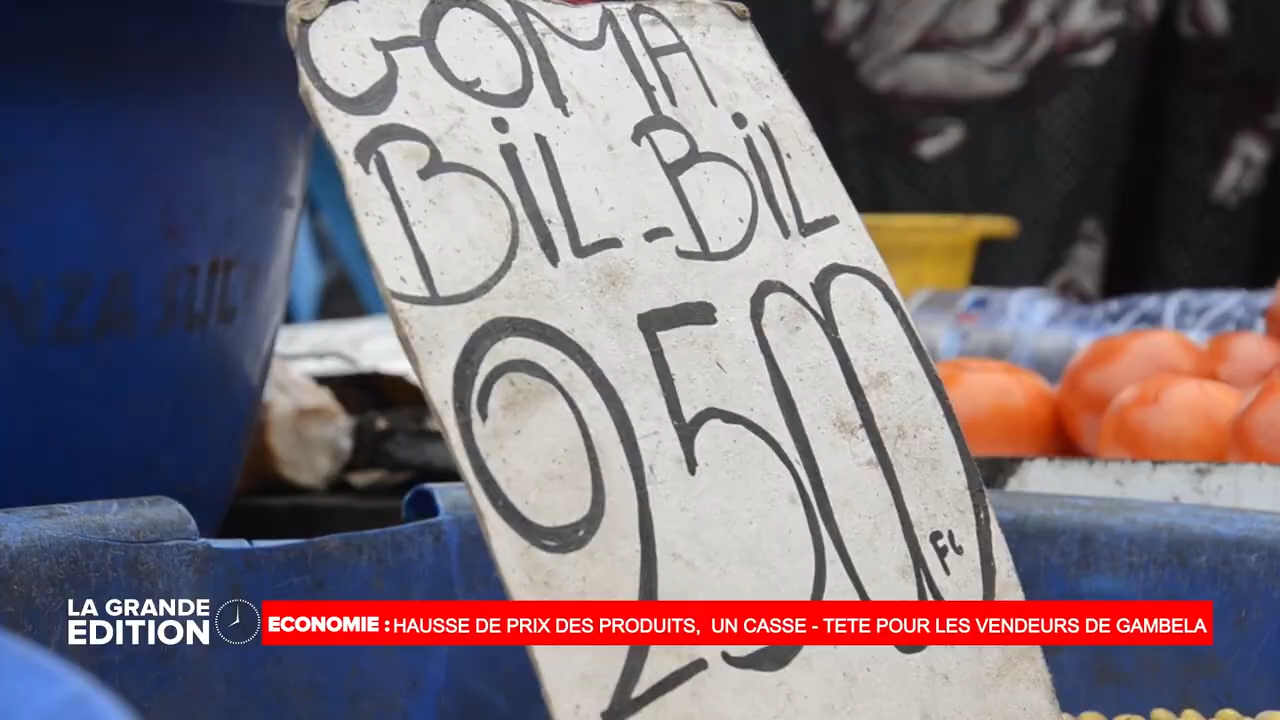 GOMA
BIL-BIL
2500
FC
LA GRANDE
EDITION
ECONOMIE : HAUSSE DE PRIX DES PRODUITS, UN CASSE - TETE POUR LES VENDEURS DE GAMBELA